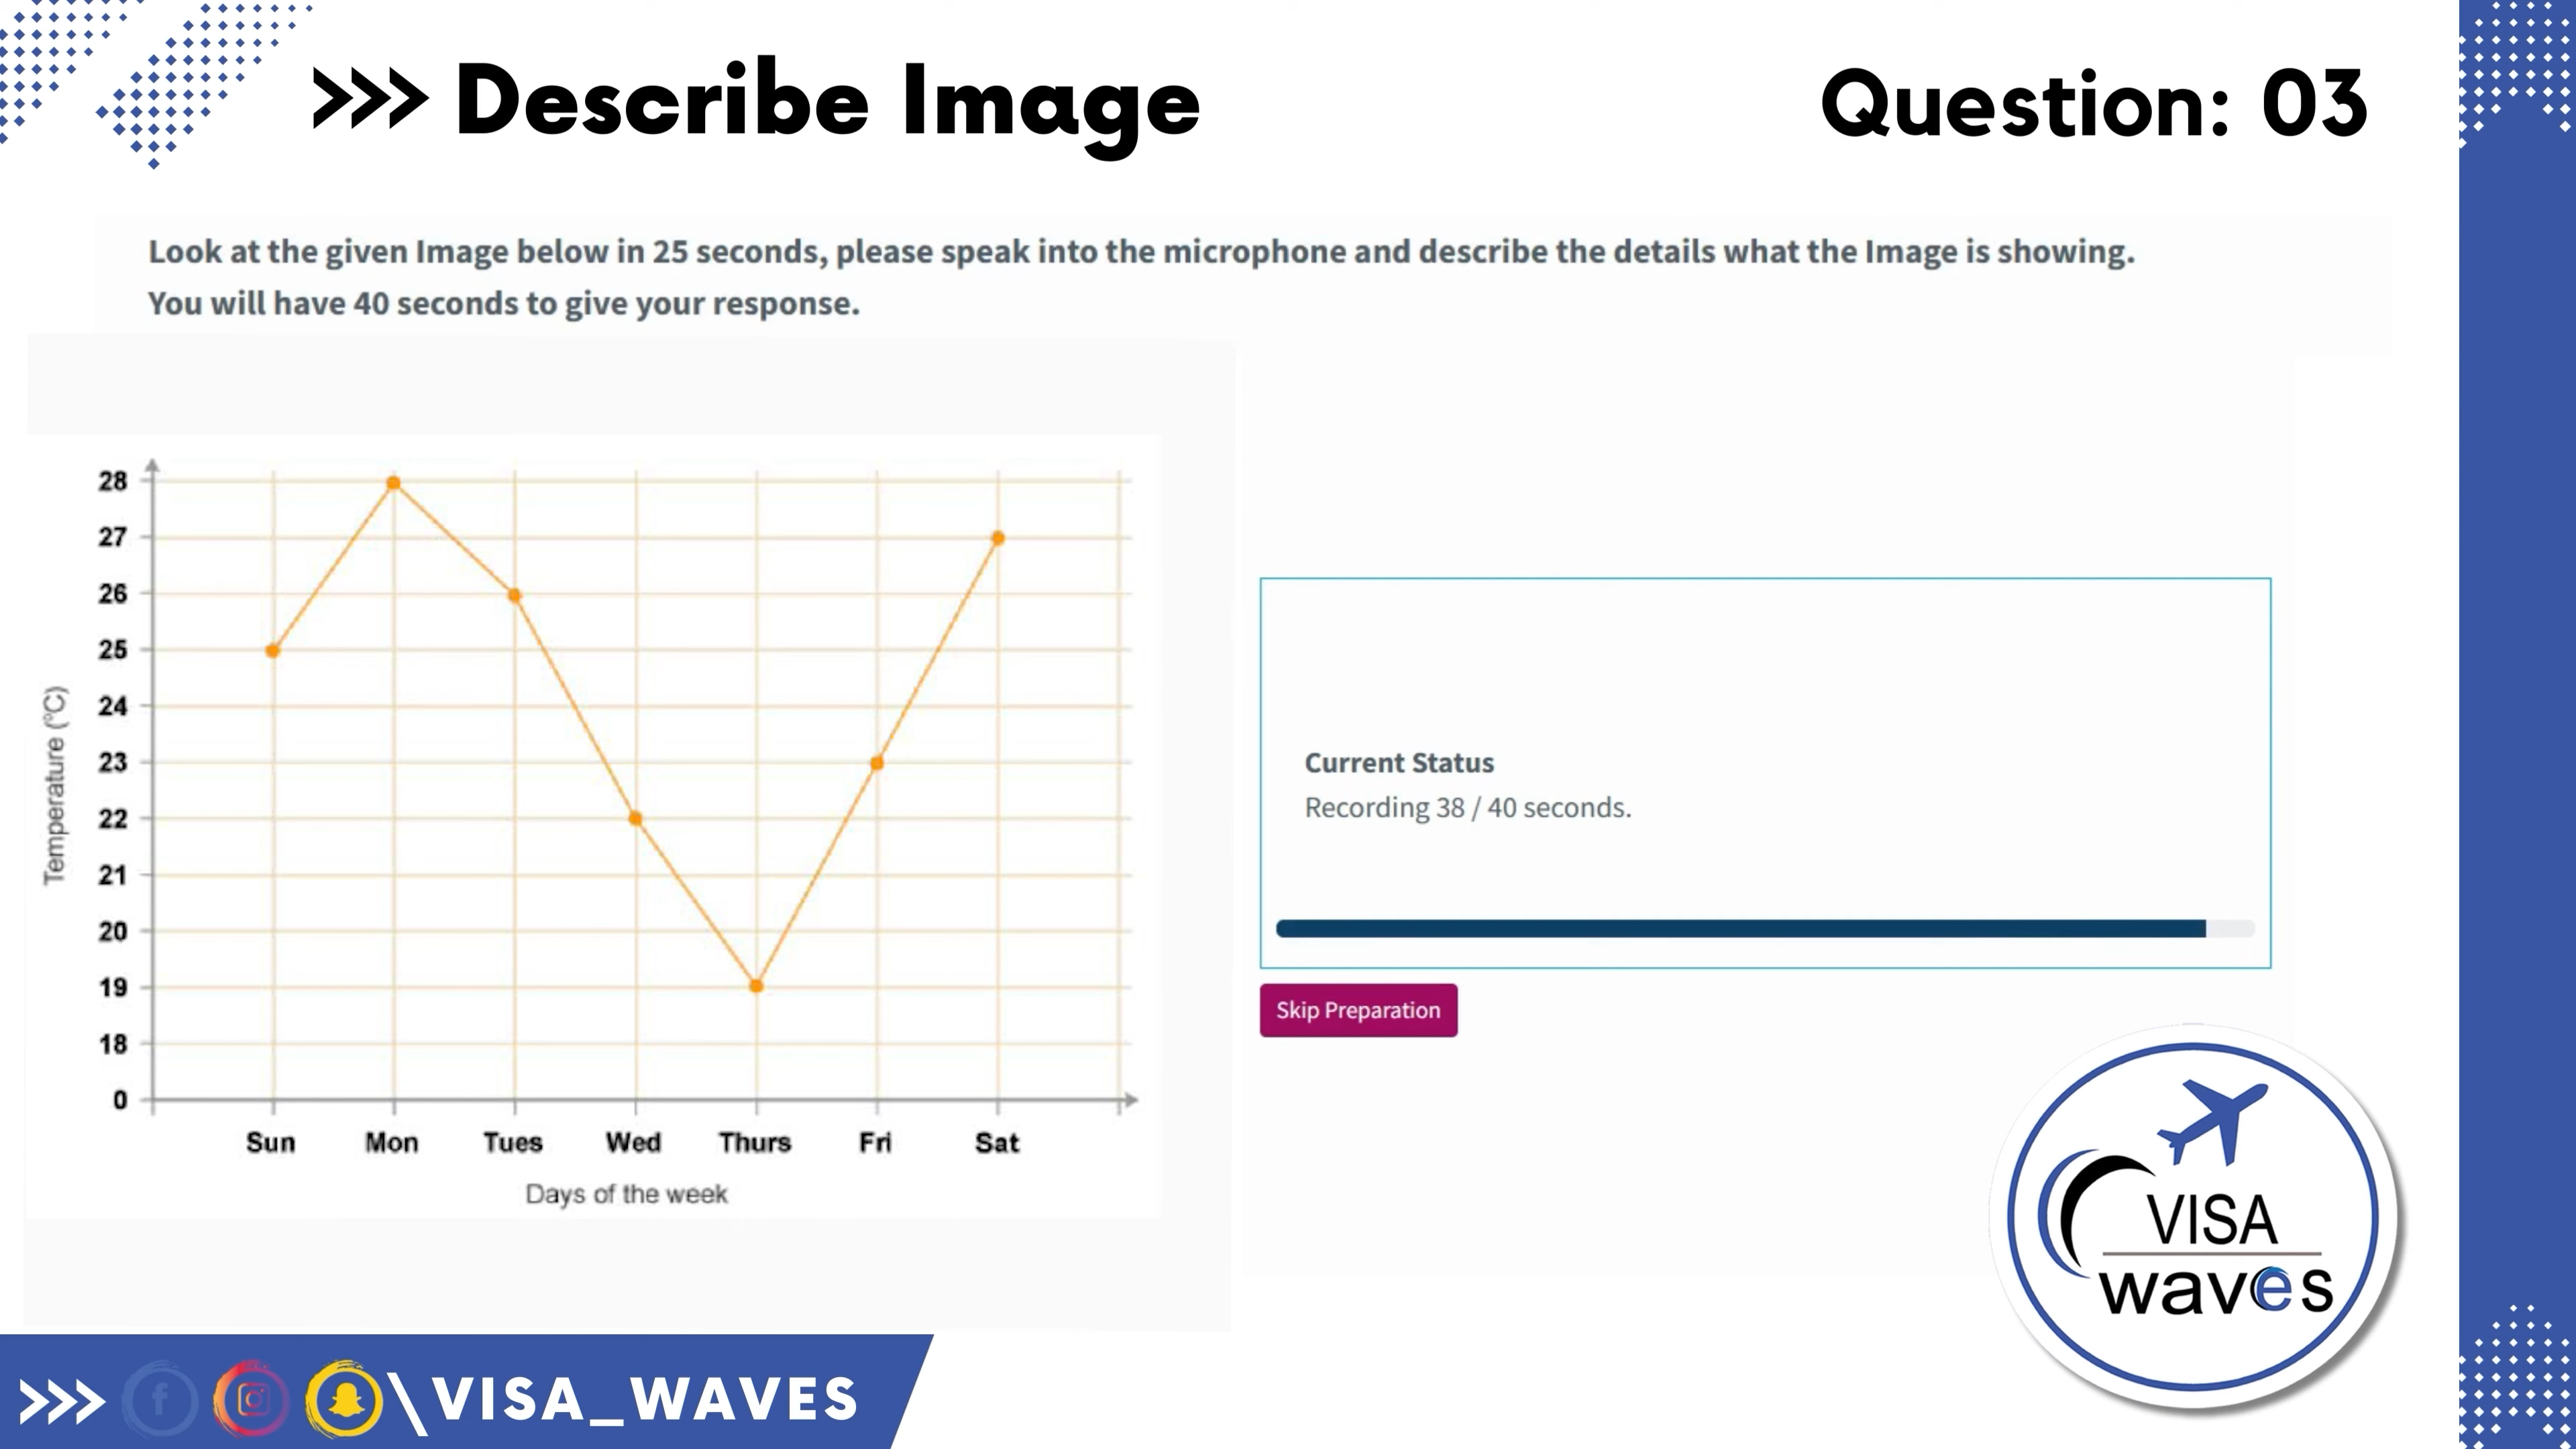 >>> Describe Image
Question: 03
Look at the given Image below in 25 seconds, please speak into the microphone and describe the details what the Image is showing.
You will have 40 seconds to give your response.
28
27
26
25
24
23
22
21
20
19
18
0
Temperature (°C)
Sun Mon Tues Wed Thurs Fri Sat
Days of the week
Current Status
Recording 38 / 40 seconds.
Skip Preparation
VISA
waves
>>> \VISA_WAVES